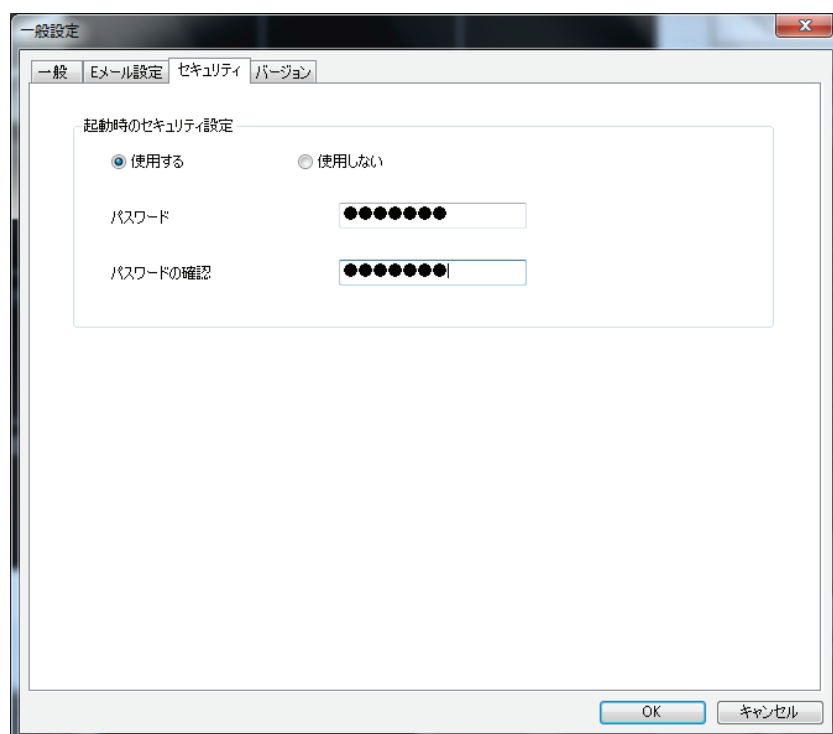 一般設定
一般 Eメール設定 セキュリティ バージョン
起動時のセキュリティ設定
使用する 使用しない
パスワード ●●●●●●●
パスワードの確認 ●●●●●●●
OK キャンセル